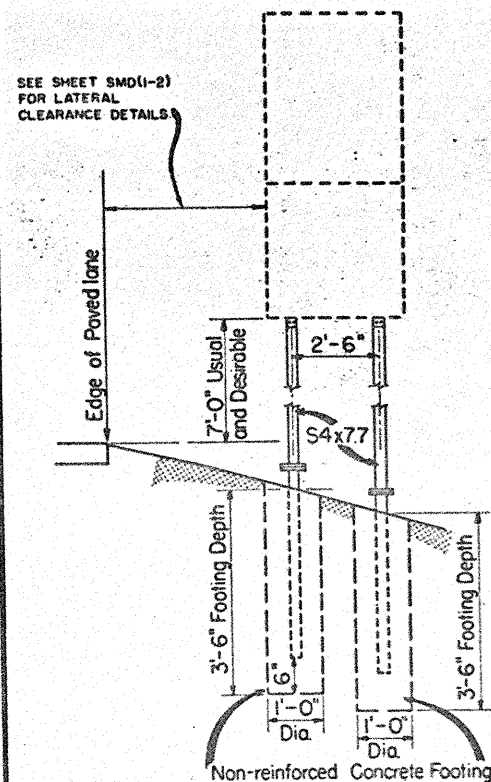 SEE SHEET SMD(1-2)
FOR LATERAL
CLEARANCE DETAILS
Edge of Paved lane
7'-0" Usual
and Desirable
2'-6"
S4x7.7
3'-6" Footing Depth
6"
1'-0"
Dia
3'-6" Footing Depth
1'-0"
Dia
Non-reinforced Concrete Footing